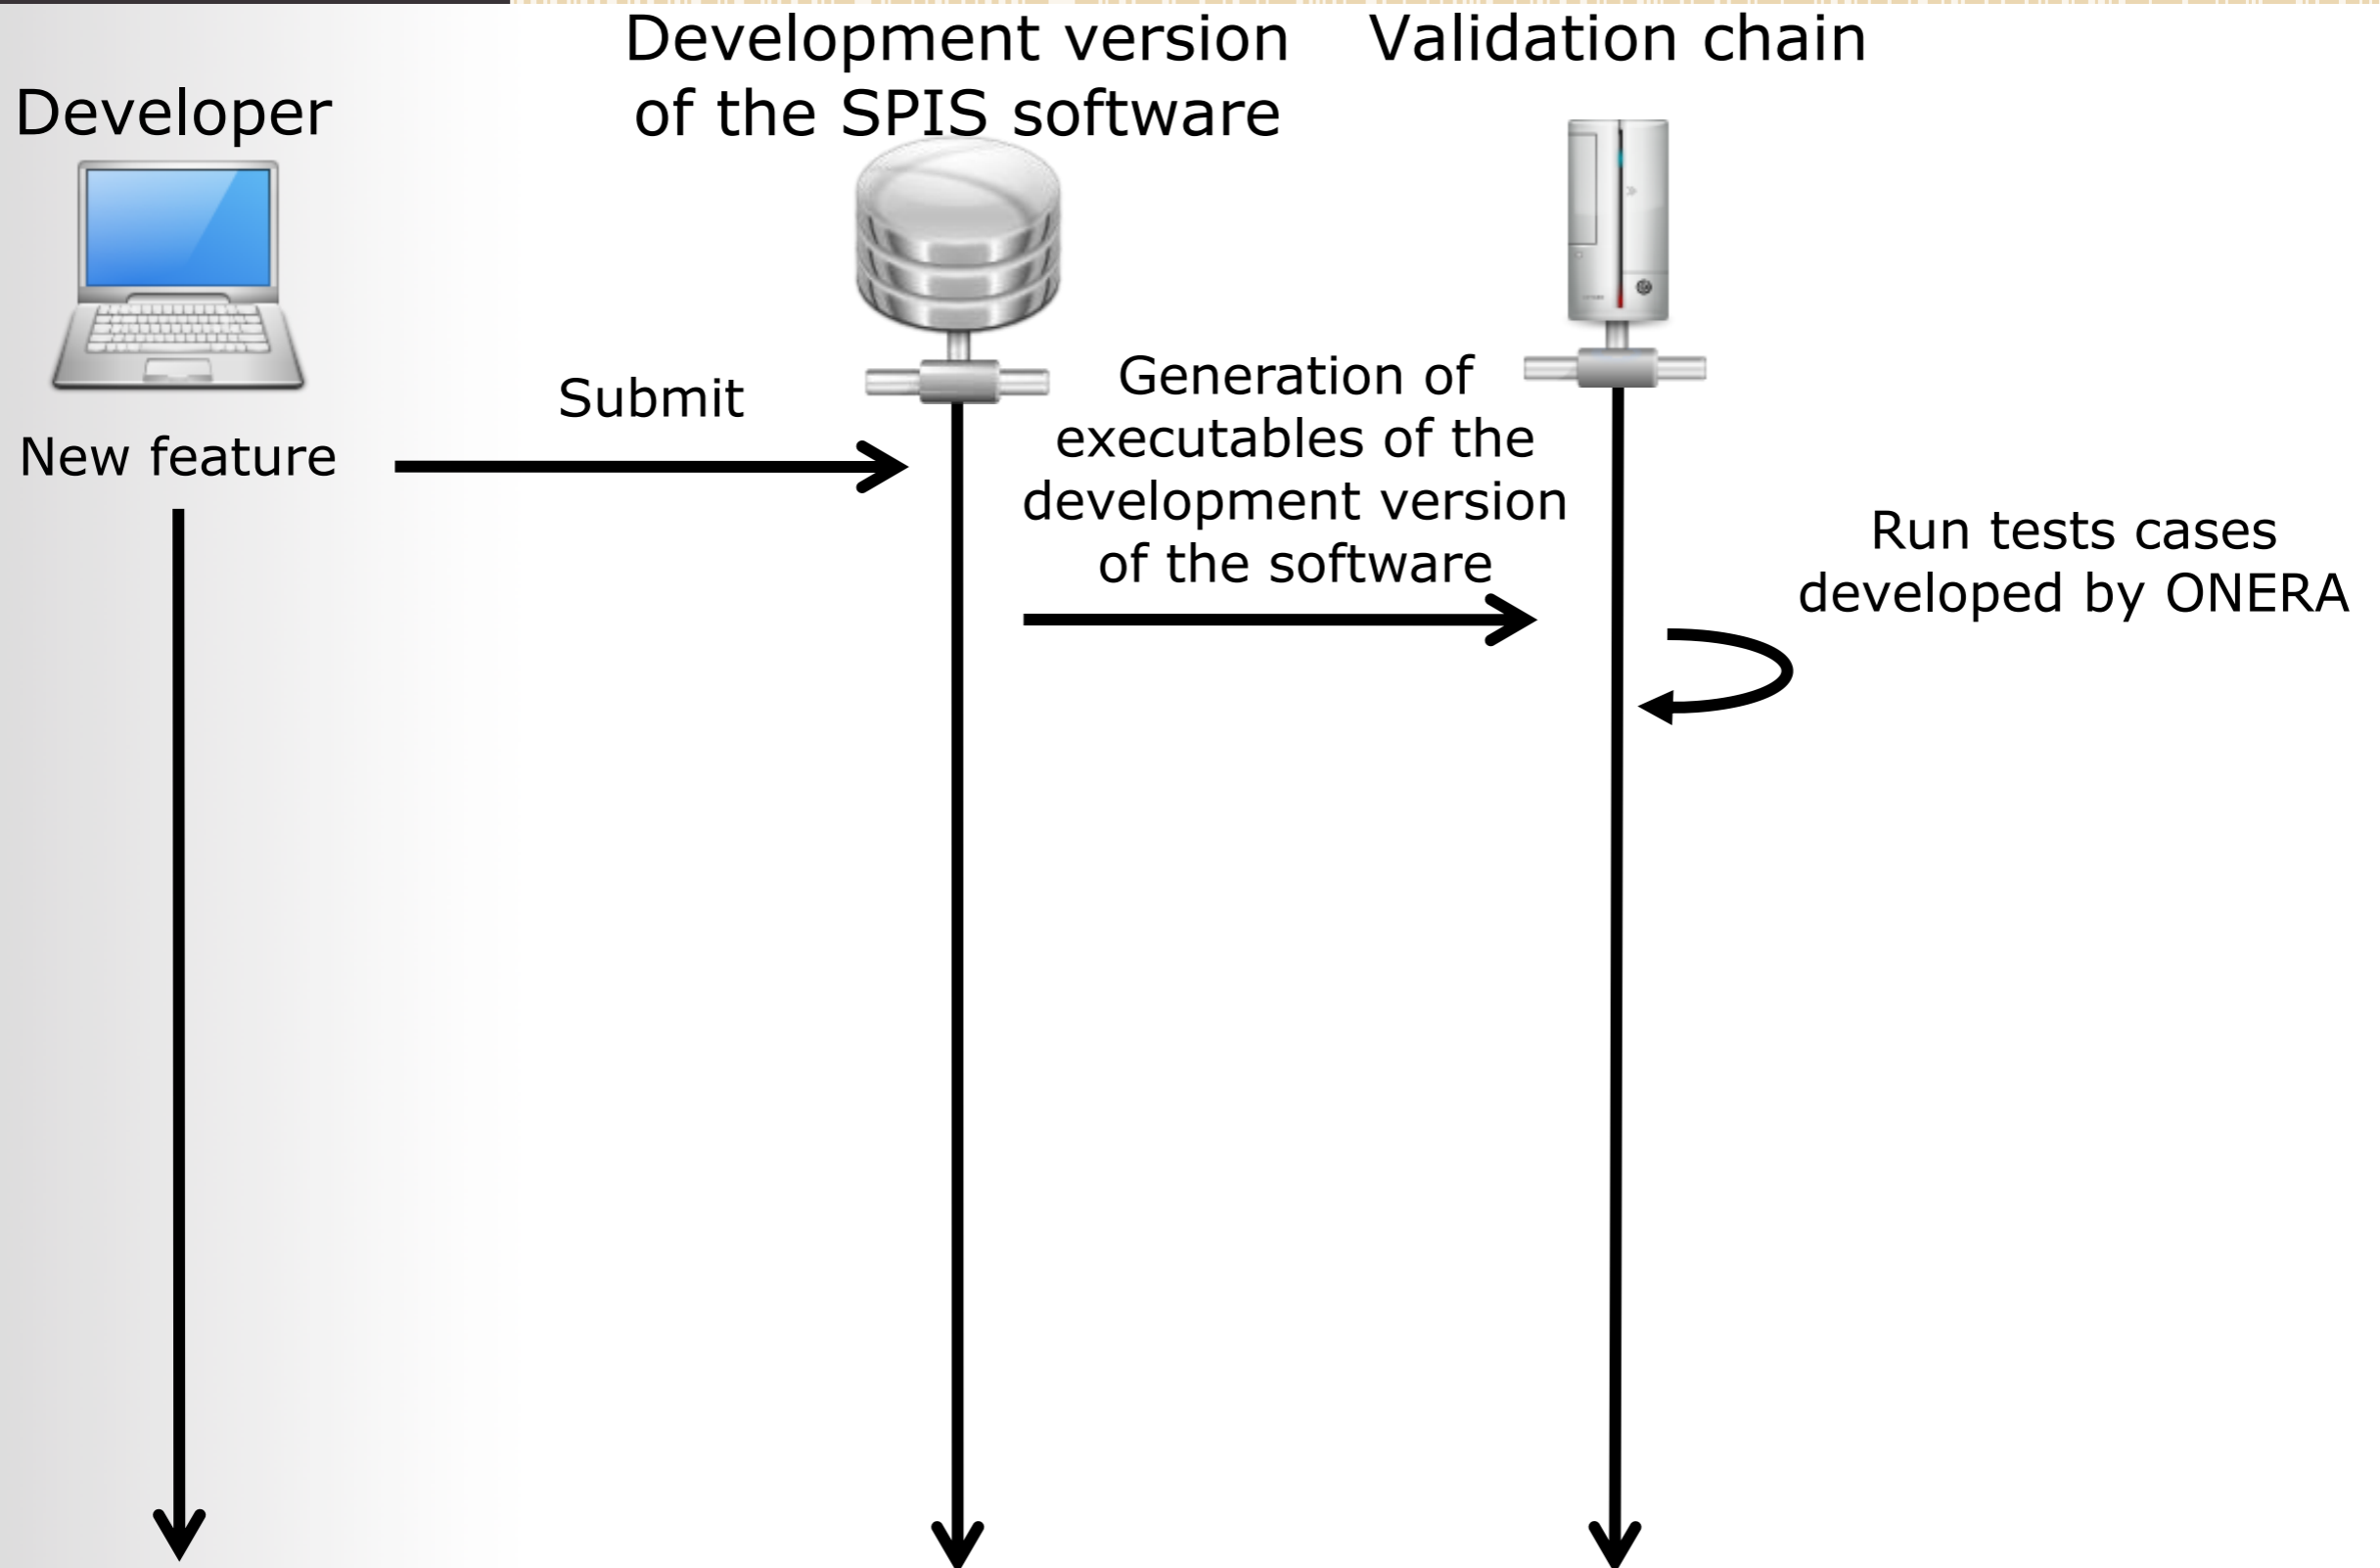 Developer
Development version
of the SPIS software
Validation chain
New feature
Submit
Generation of
executables of the
development version
of the software
Run tests cases
developed by ONERA